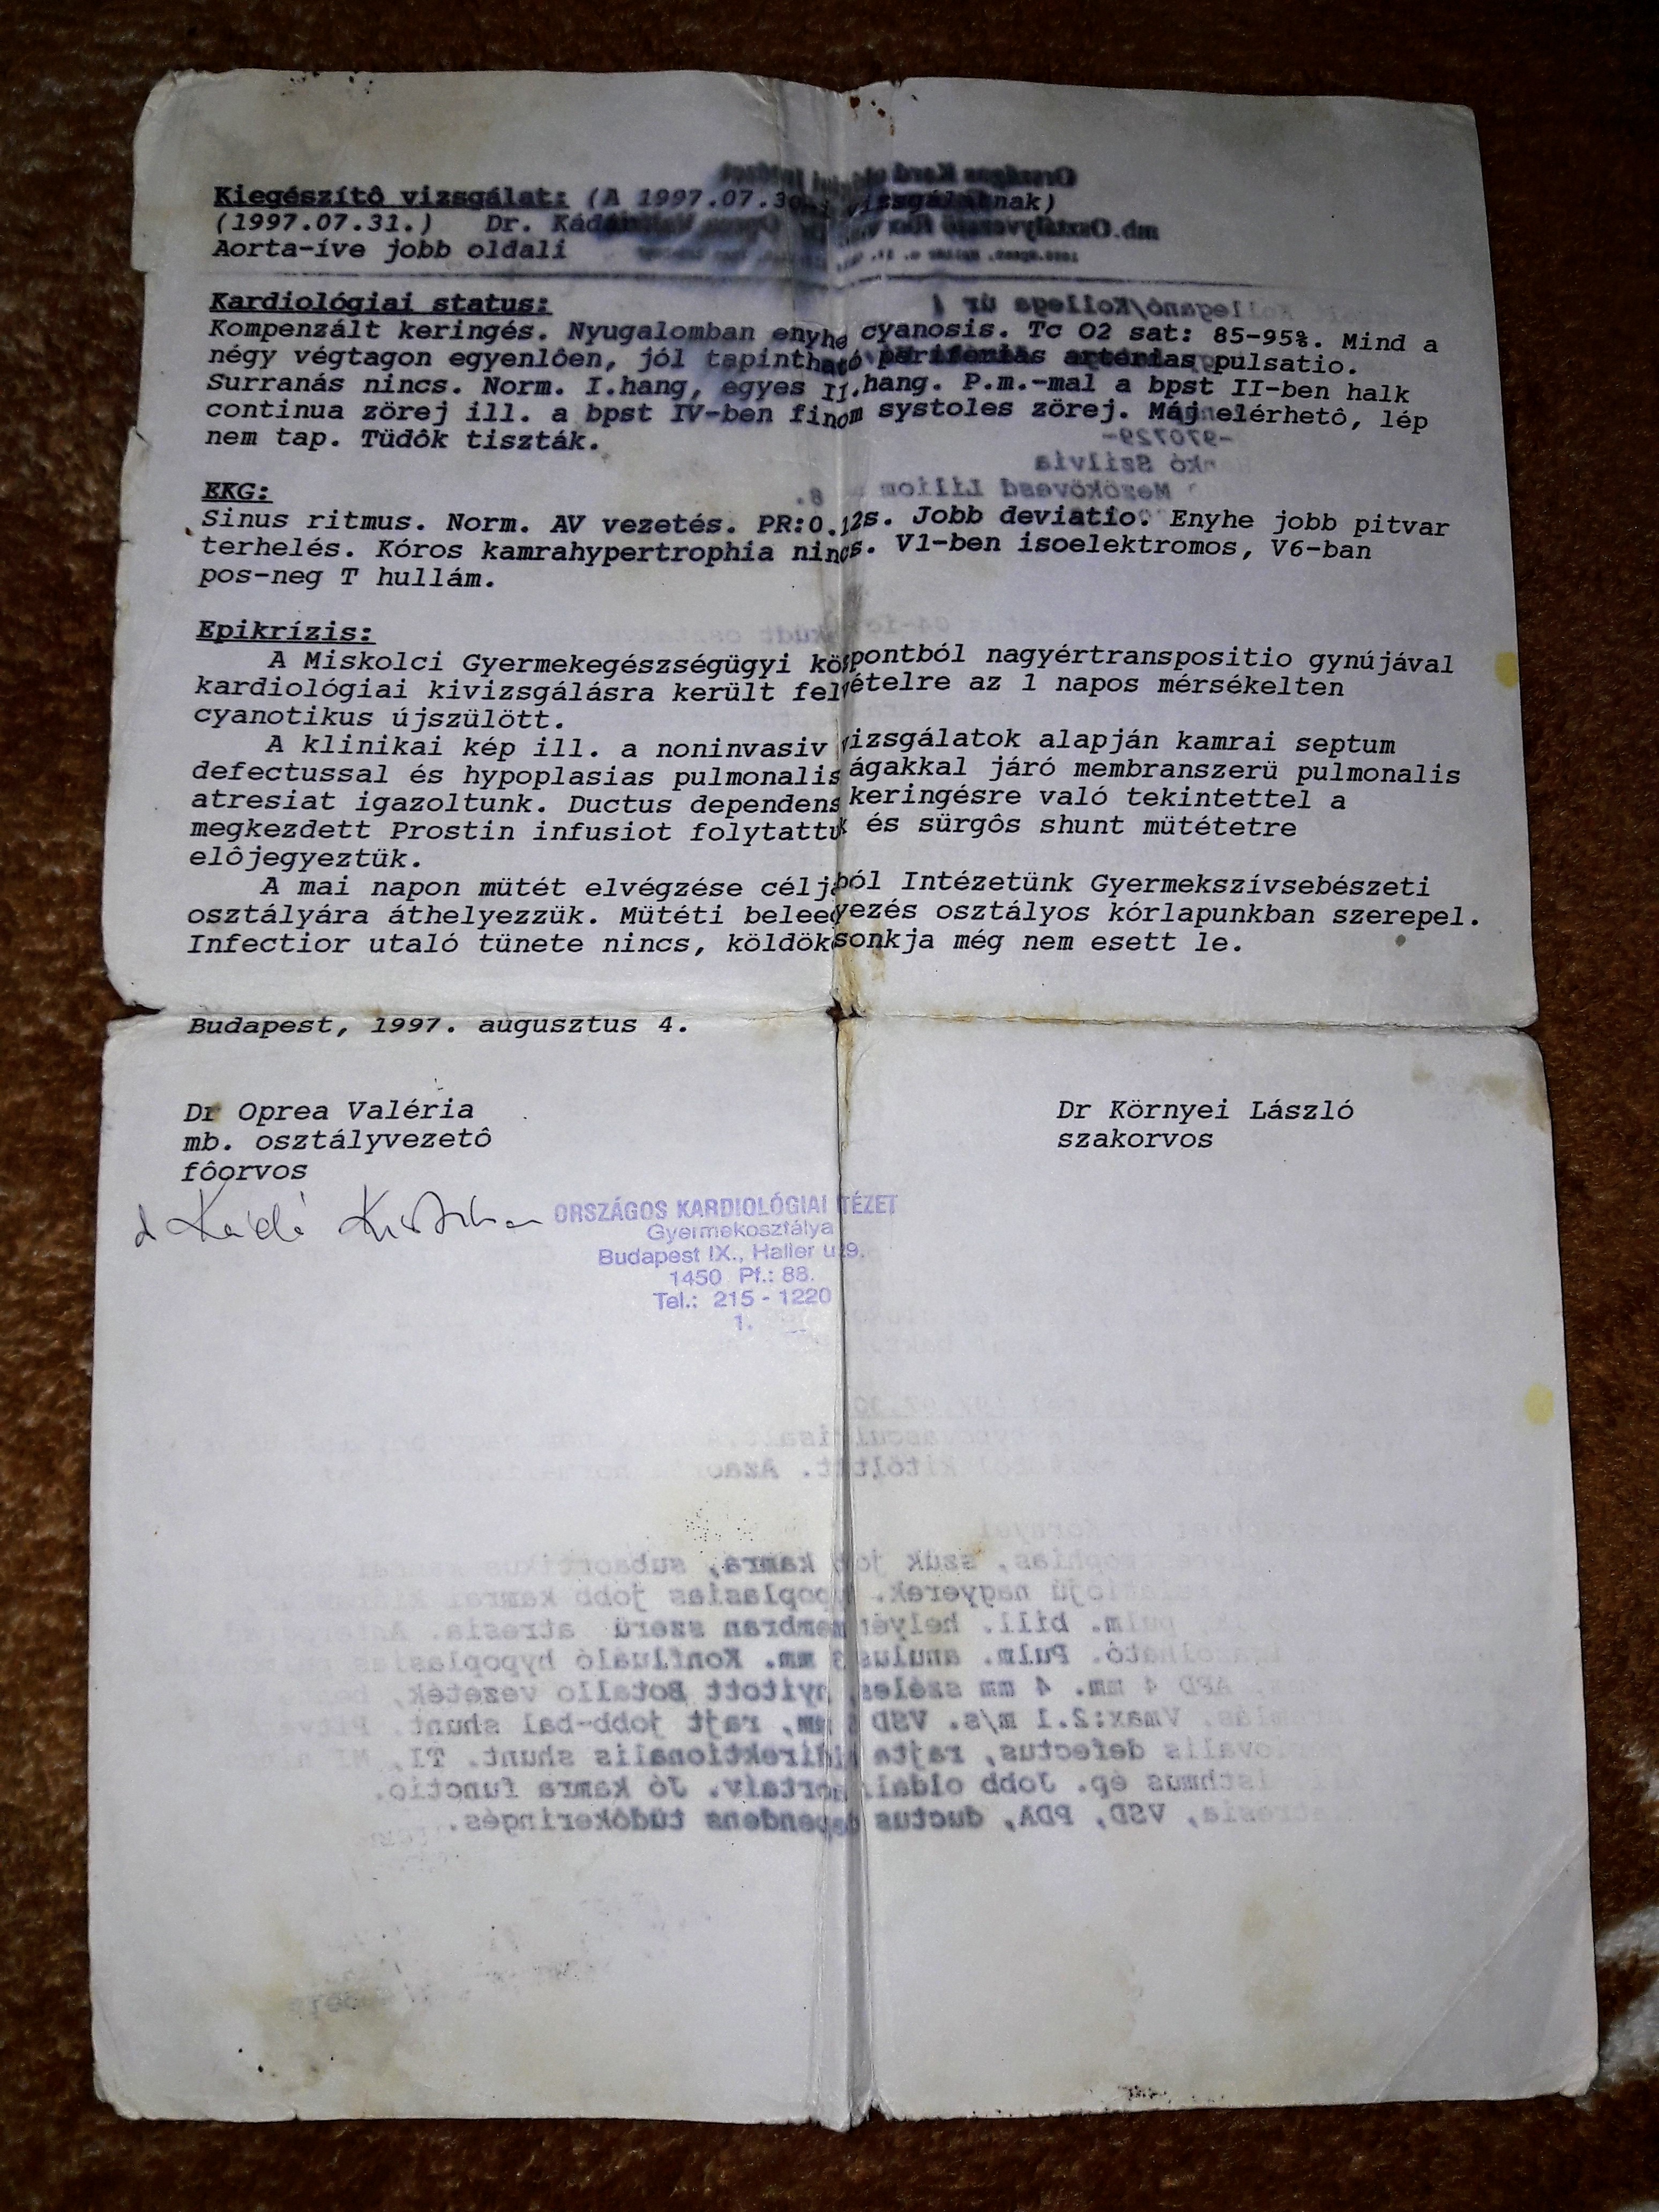 Kiegészítô vizsgálat: (A 1997.07.30.
(1997.07.31.) Dr. Kádár
Aorta-íve jobb oldali
Kardiológiai status:
Kompenzált keringés. Nyugalomban enyhe cyanosis. Tc O2 sat: 85-95%. Mind a
négy végtagon egyenlôen, jól tapintható perifériás artériás pulsatio.
Surranás nincs. Norm. I.hang, egyes II.hang. P.m.-mal a bpst II-ben halk
continua zörej ill. a bpst IV-ben finom systoles zörej. Máj elérhetô, lép
nem tap. Tüdôk tiszták.
EKG:
Sinus ritmus. Norm. AV vezetés. PR:0.12s. Jobb deviatio. Enyhe jobb pitvar
terhelés. Kóros kamrahypertrophia nincs. V1-ben isoelektromos, V6-ban
pos-neg T hullám.
Epikrízis:
A Miskolci Gyermekegészségügyi központból nagyértranspositio gynújával
kardiológiai kivizsgálásra került felvételre az 1 napos mérsékelten
cyanotikus újszülött.
A klinikai kép ill. a noninvasiv vizsgálatok alapján kamrai septum
defectussal és hypoplasias pulmonalis ágakkal járó membranszerü pulmonalis
atresiat igazoltunk. Ductus dependens keringésre való tekintettel a
megkezdett Prostin infusiot folytattuk és sürgôs shunt mütétetre
elôjegyeztük.
A mai napon mütét elvégzése céljából Intézetünk Gyermekszívsebészeti
osztályára áthelyezzük. Mütéti beleegyezés osztályos kórlapunkban szerepel.
Infectior utaló tünete nincs, köldöksonkja még nem esett le.
Budapest, 1997. augusztus 4.
Dr Oprea Valéria Dr Környei László
mb. osztályvezetô szakorvos
fôorvos
ORSZÁGOS KARDIOLÓGIAI INTÉZET
Gyermekosztálya
Budapest IX., Haller u.29.
1450 Pf.: 88.
Tel.: 215 - 1220
1.